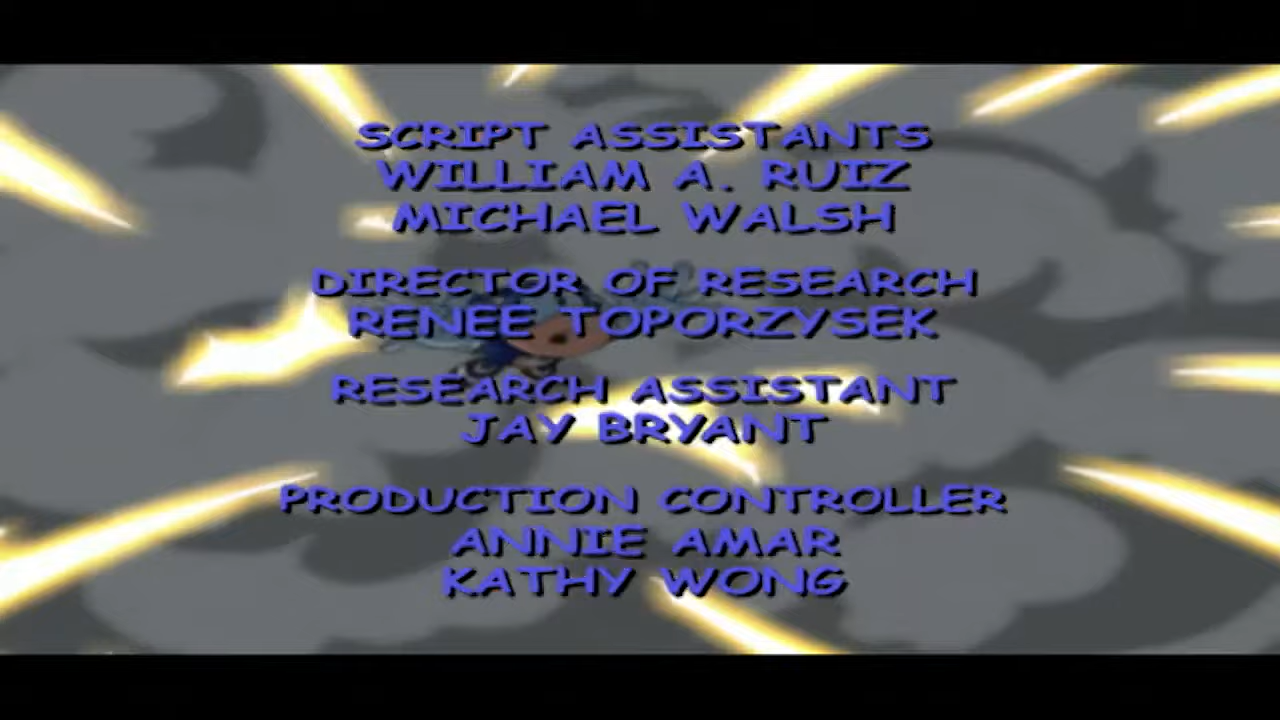 SCRIPT ASSISTANTS
WILLIAM A. RUIZ
MICHAEL WALSH
DIRECTOR OF RESEARCH
RENEE TOPORZYSEK
RESEARCH ASSISTANT
JAY BRYANT
PRODUCTION CONTROLLER
ANNIE AMAR
KATHY WONG